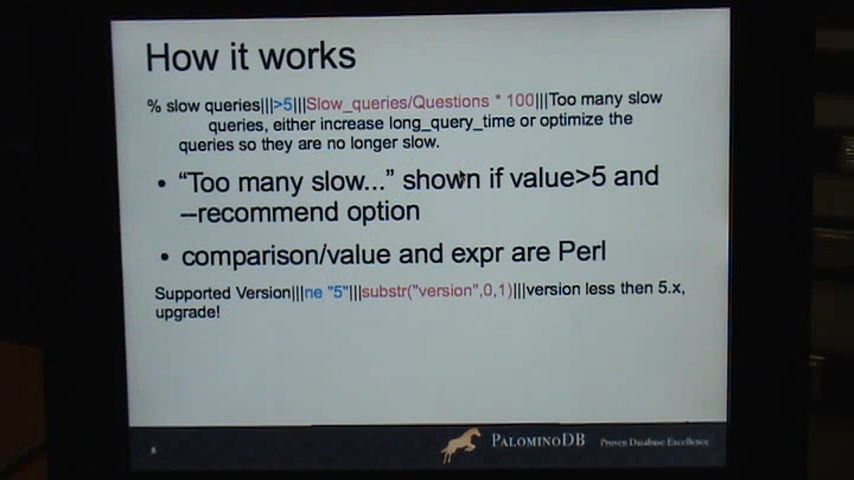 How it works
% slow queries|||>5|||Slow_queries/Questions * 100|||Too many slow
queries, either increase long_query_time or optimize the
queries so they are no longer slow.
• “Too many slow...” shown if value>5 and
--recommend option
• comparison/value and expr are Perl
Supported Version|||ne "5"|||substr("version",0,1)|||version less then 5.x,
upgrade!
8
PALOMINODB Proven Database Excellence